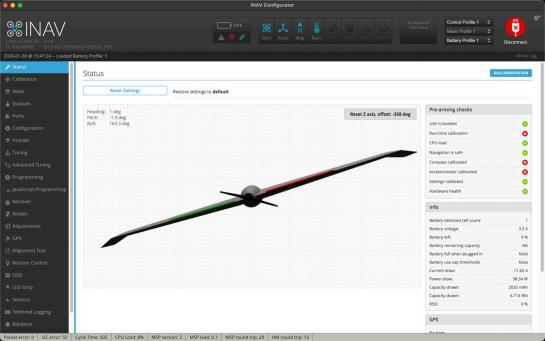 INAV Configurator
INAV
0.0 V
Gyro
Accel
Mag
Baro
Control Profile 1
Mixer Profile 1
Battery Profile 1
Disconnect
2026-01-20 @ 15:47:24 -- Loaded Battery Profile: 1
Show Log
Status
Calibration
Mixer
Outputs
Ports
Configuration
Failsafe
Tuning
Advanced Tuning
Programming
JavaScript Programming
Receiver
Modes
Adjustments
GPS
Alignment Tool
Mission Control
OSD
LED Strip
Sensors
Tethered Logging
Blackbox
Status
DOCUMENTATION
Reset Settings
Restore settings to default
Heading: 1 deg
Pitch: -1.3 deg
Roll: 163.3 deg
Reset Z axis, offset: -358 deg
Pre-arming checks
UAV is levelled
Run-time calibration
CPU load
Navigation is safe
Compass calibrated
Accelerometer calibrated
Settings validated
Hardware health
Info
Battery detected cell count: 1
Battery voltage: 3.3 V
Battery left: 0 %
Battery remaining capacity NA
Battery full when plugged in false
Battery use cap thresholds false
Current draw: 11.62 A
Power draw: 38.34 W
Capacity drawn: 2035 mAh
Capacity drawn: 6.714 Wh
RSSI: 0 %
GPS
Packet error: 0
I2C error: 50
Cycle Time: 505
CPU Load: 8%
MSP version: 2
MSP load: 0.7
MSP round trip: 29
HW round trip: 13